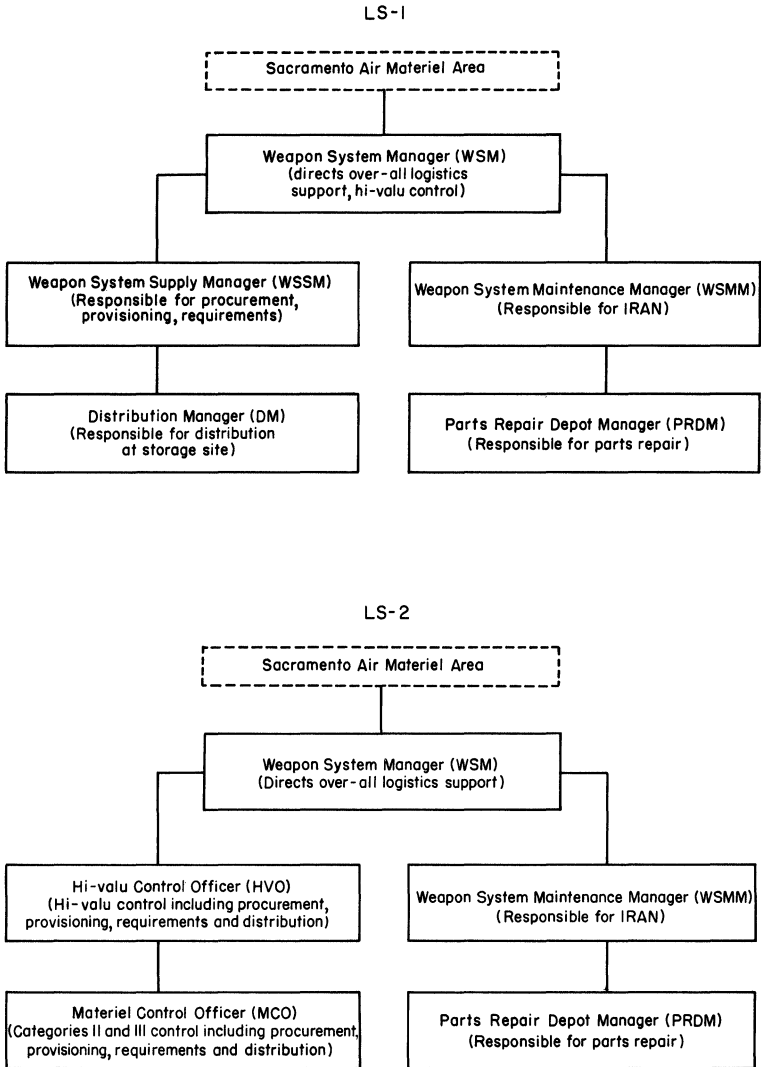 LS-1
Sacramento Air Materiel Area
Weapon System Manager (WSM)
(directs over-all logistics
support, hi-valu control)
Weapon System Supply Manager (WSSM)
(Responsible for procurement,
provisioning, requirements)
Weapon System Maintenance Manager (WSMM)
(Responsible for IRAN)
Distribution Manager (DM)
(Responsible for distribution
at storage site)
Parts Repair Depot Manager (PRDM)
(Responsible for parts repair)
LS-2
Sacramento Air Materiel Area
Weapon System Manager (WSM)
(Directs over-all logistics support)
Hi-valu Control Officer (HVO)
(Hi-valu control including procurement,
provisioning, requirements and distribution)
Weapon System Maintenance Manager (WSMM)
(Responsible for IRAN)
Materiel Control Officer (MCO)
(Categories II and III control including procurement,
provisioning, requirements and distribution)
Parts Repair Depot Manager (PRDM)
(Responsible for parts repair)